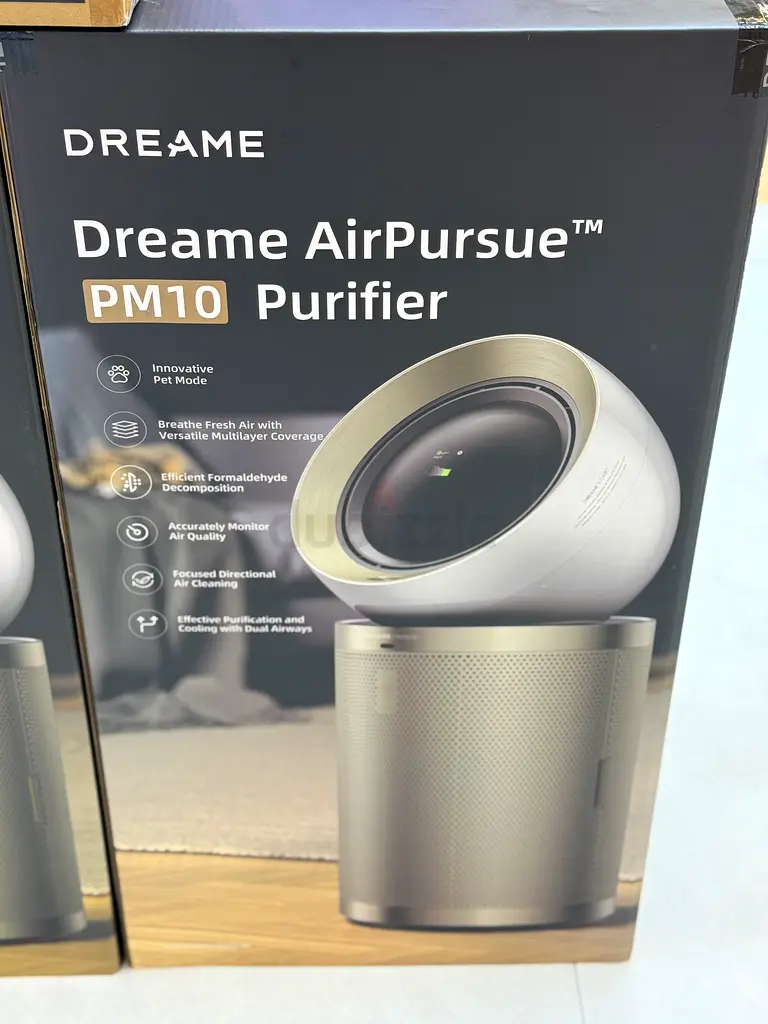 DREAME
Dreame AirPursue™
PM10 Purifier
Innovative
Pet Mode
Breathe Fresh Air with
Versatile Multilayer Coverage
Efficient Formaldehyde
Decomposition
Accurately Monitor
Air Quality
Focused Directional
Air Cleaning
Effective Purification and
Cooling with Dual Airways
dubizzle